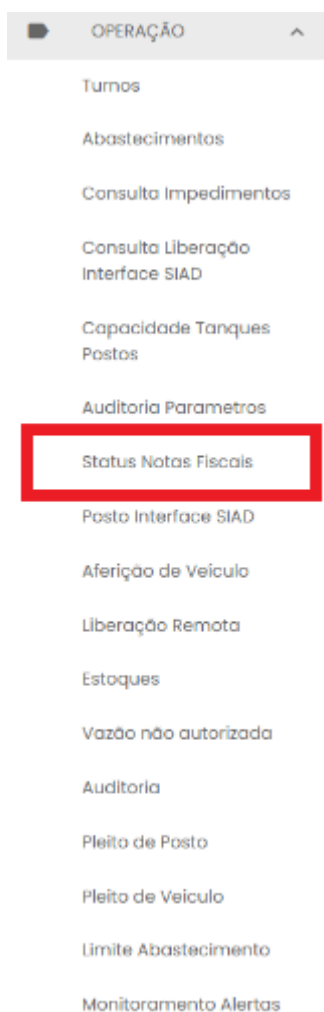 OPERAÇÃO
Turnos
Abastecimentos
Consulta Impedimentos
Consulta Liberação
Interface SIAD
Capacidade Tanques
Postos
Auditoria Parametros
Status Notas Fiscais
Posto Interface SIAD
Aferição de Veículo
Liberação Remota
Estoques
Vazão não autorizada
Auditoria
Pleito de Posto
Pleito de Veículo
Limite Abastecimento
Monitoramento Alertas